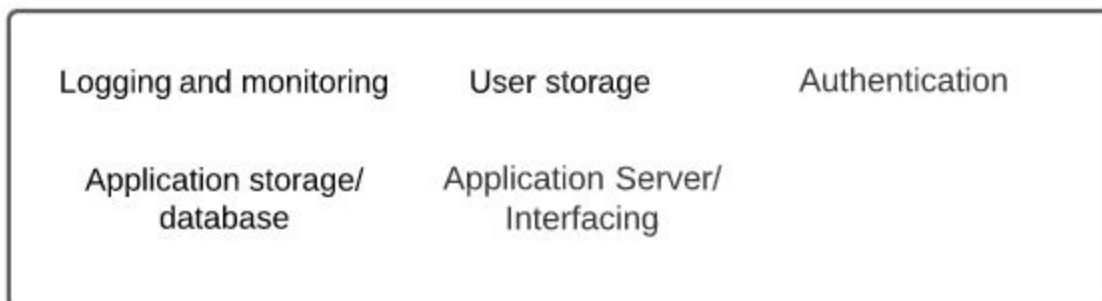 Logging and monitoring
User storage
Authentication
Application storage/
database
Application Server/
Interfacing